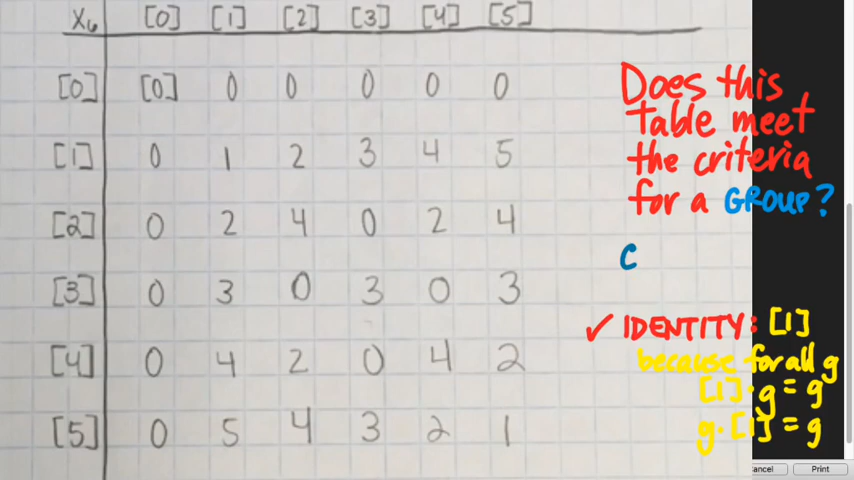 X₆ [0] [1] [2] [3] [4] [5]
[0] [0] 0 0 0 0 0
[1] 0 1 2 3 4 5
[2] 0 2 4 0 2 4
[3] 0 3 0 3 0 3
[4] 0 4 2 0 4 2
[5] 0 5 4 3 2 1
Does this
table meet
the criteria
for a GROUP?
C
✓ IDENTITY: [1]
because for all g
[1]·g = g
g·[1] = g
Print